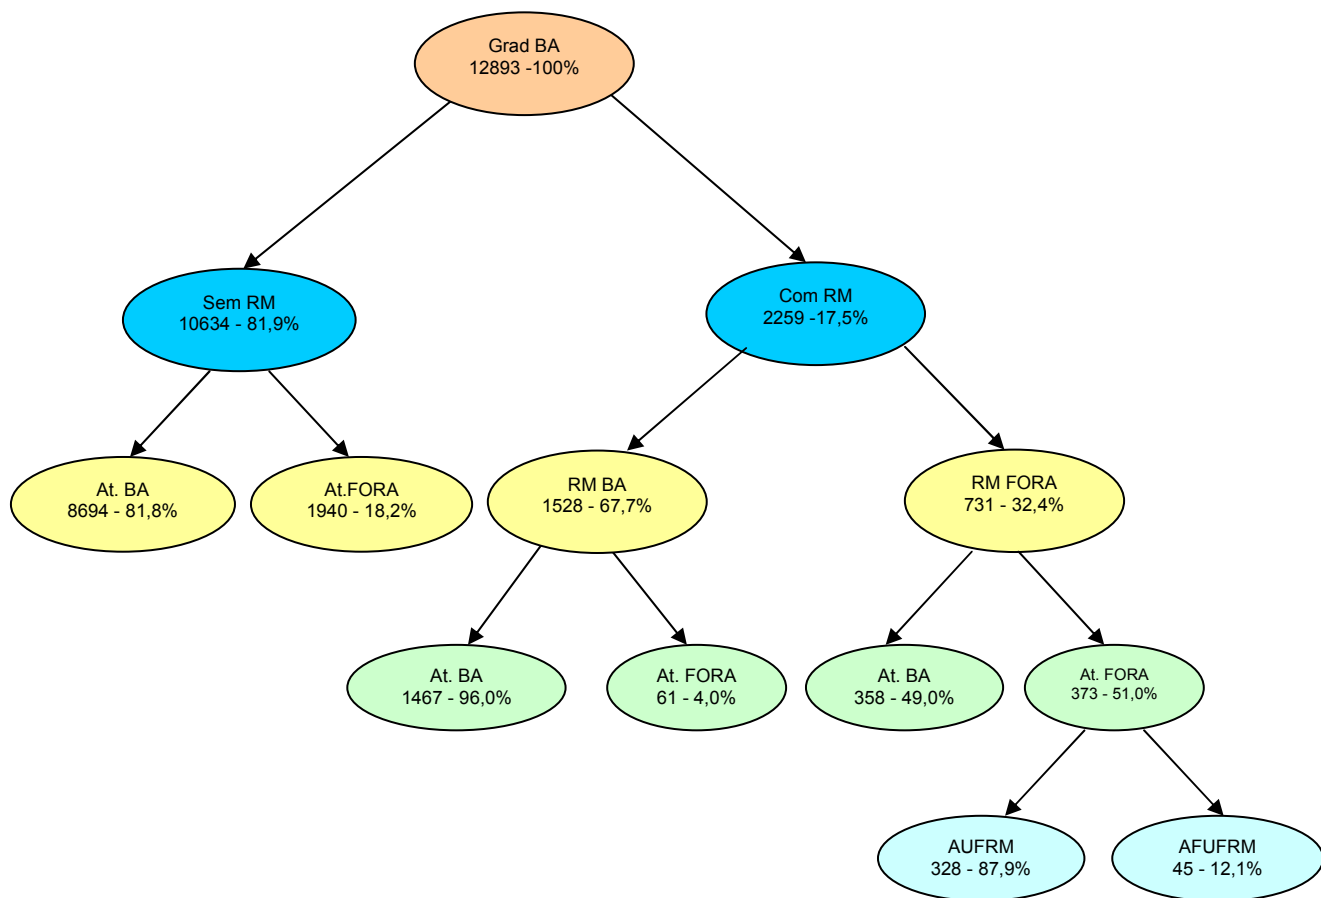 Grad BA
12893 -100%
Sem RM
10634 - 81,9%
Com RM
2259 -17,5%
At. BA
8694 - 81,8%
At.FORA
1940 - 18,2%
RM BA
1528 - 67,7%
RM FORA
731 - 32,4%
At. BA
1467 - 96,0%
At. FORA
61 - 4,0%
At. BA
358 - 49,0%
At. FORA
373 - 51,0%
AUFRM
328 - 87,9%
AFUFRM
45 - 12,1%